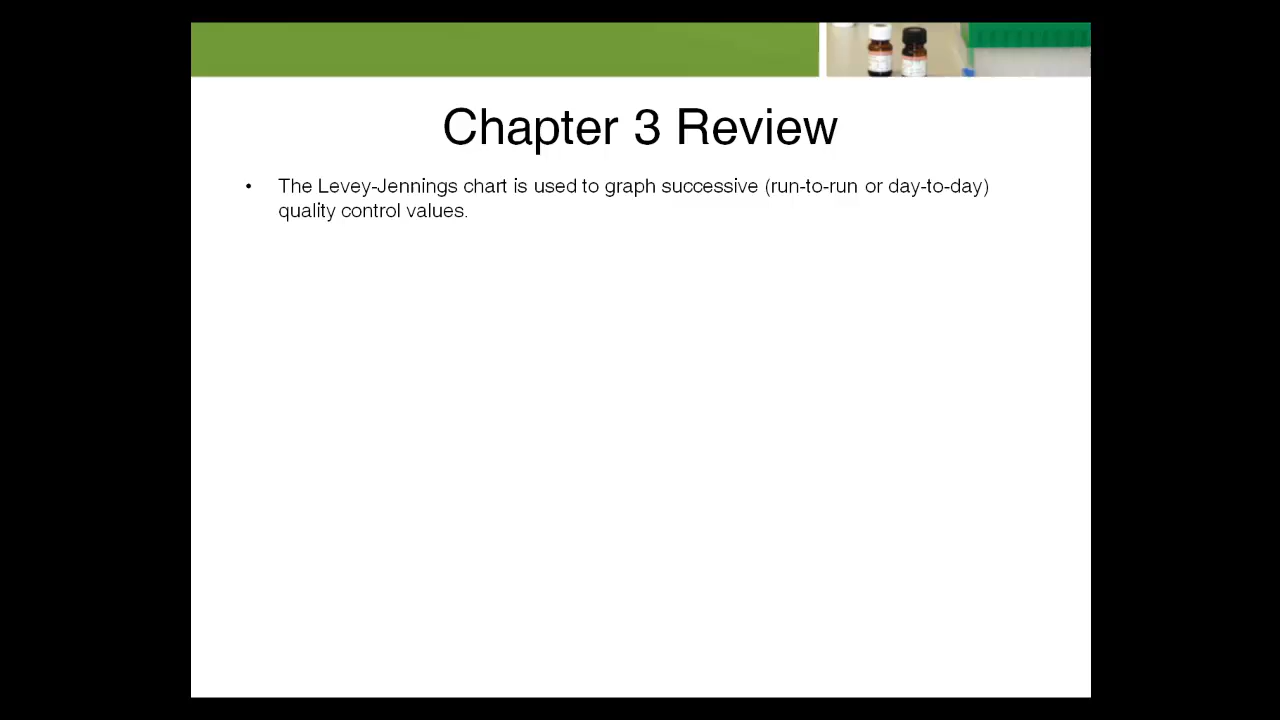 Chapter 3 Review
• The Levey-Jennings chart is used to graph successive (run-to-run or day-to-day)
quality control values.